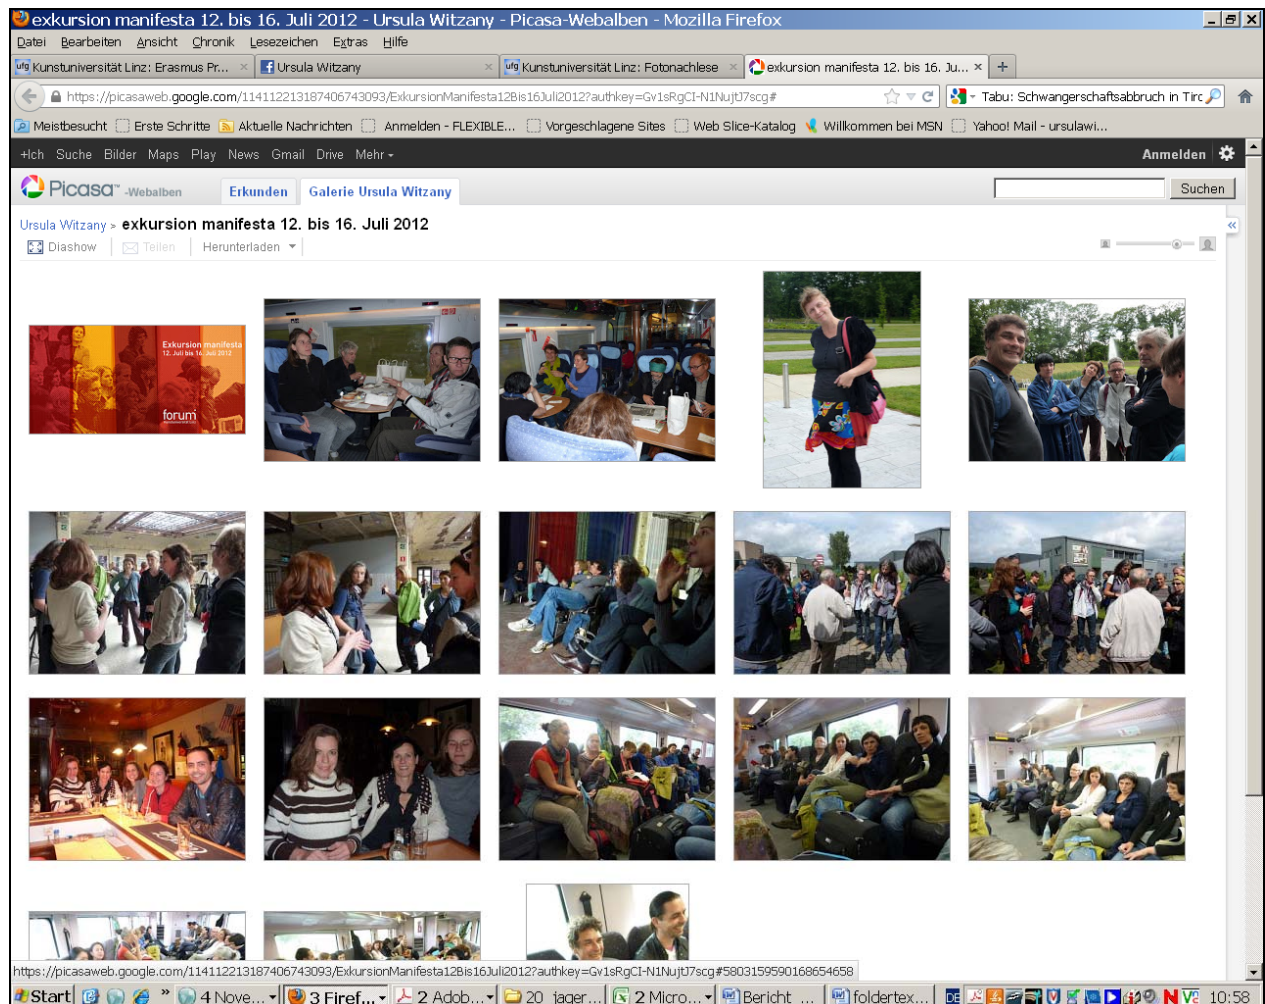 exkursion manifesta 12. bis 16. Juli 2012 - Ursula Witzany - Picasa-Webalben - Mozilla Firefox
Datei Bearbeiten Ansicht Chronik Lesezeichen Extras Hilfe
ufg Kunstuniversität Linz: Erasmus Pr... × Ursula Witzany × ufg Kunstuniversität Linz: Fotonachlese × exkursion manifesta 12. bis 16. Ju... × +
https://picasaweb.google.com/114112213187406743093/ExkursionManifesta12Bis16Juli2012?authkey=Gv1sRgCI-N1NujtJ7scg# Tabu: Schwangerschaftsabbruch in Tirc
Meistbesucht Erste Schritte Aktuelle Nachrichten Anmelden - FLEXIBLE... Vorgeschlagene Sites Web Slice-Katalog Willkommen bei MSN Yahoo! Mail - ursulawi...
+Ich Suche Bilder Maps Play News Gmail Drive Mehr Anmelden
Picasa™ -Webalben Erkunden Galerie Ursula Witzany Suchen
Ursula Witzany > exkursion manifesta 12. bis 16. Juli 2012
Diashow Teilen Herunterladen
Exkursion manifesta
12. Juli bis 16. Juli 2012
forum
https://picasaweb.google.com/114112213187406743093/ExkursionManifesta12Bis16Juli2012?authkey=Gv1sRgCI-N1NujtJ7scg#5803159590168654658
Start » 4 Nove... 3 Firef... 2 Adob... 20_jager... 2 Micro... Bericht ... foldertex... DE 10:58